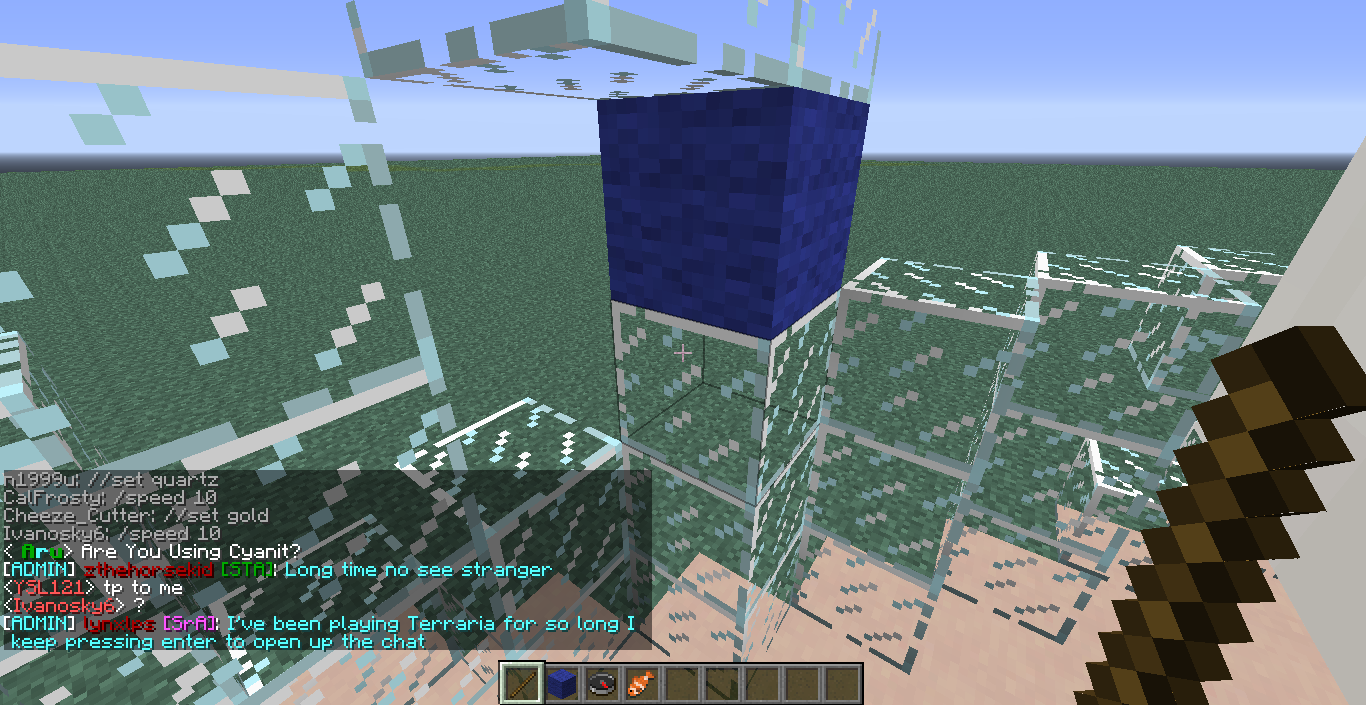 n1999u: //set quartz
CalFrosty: /speed 10
Cheeze_Cutter: //set gold
Ivanosky6: /speed 10
< Ara> Are You Using Cyanit?
[ADMIN] zthehorsekid [STA]: Long time no see stranger
<YSL121> tp to me
<Ivanosky6> ?
[ADMIN] lynxlps [SrA]: I've been playing Terraria for so long I
keep pressing enter to open up the chat